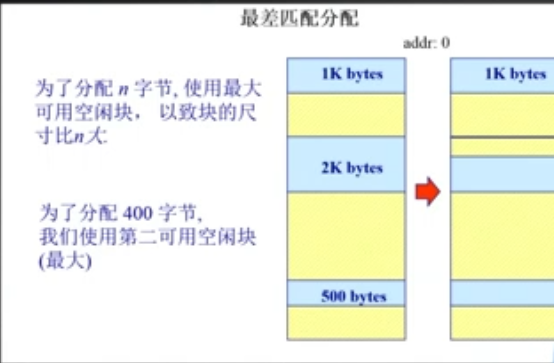 最差匹配分配
addr: 0
为了分配 n 字节, 使用最大
可用空闲块， 以致块的尺
寸比n大.
为了分配 400 字节,
我们使用第二可用空闲块
(最大)
1K bytes
2K bytes
500 bytes
1K bytes